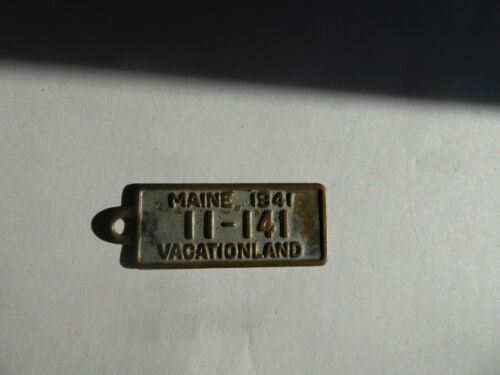 MAINE, 1941
11-141
VACATIONLAND